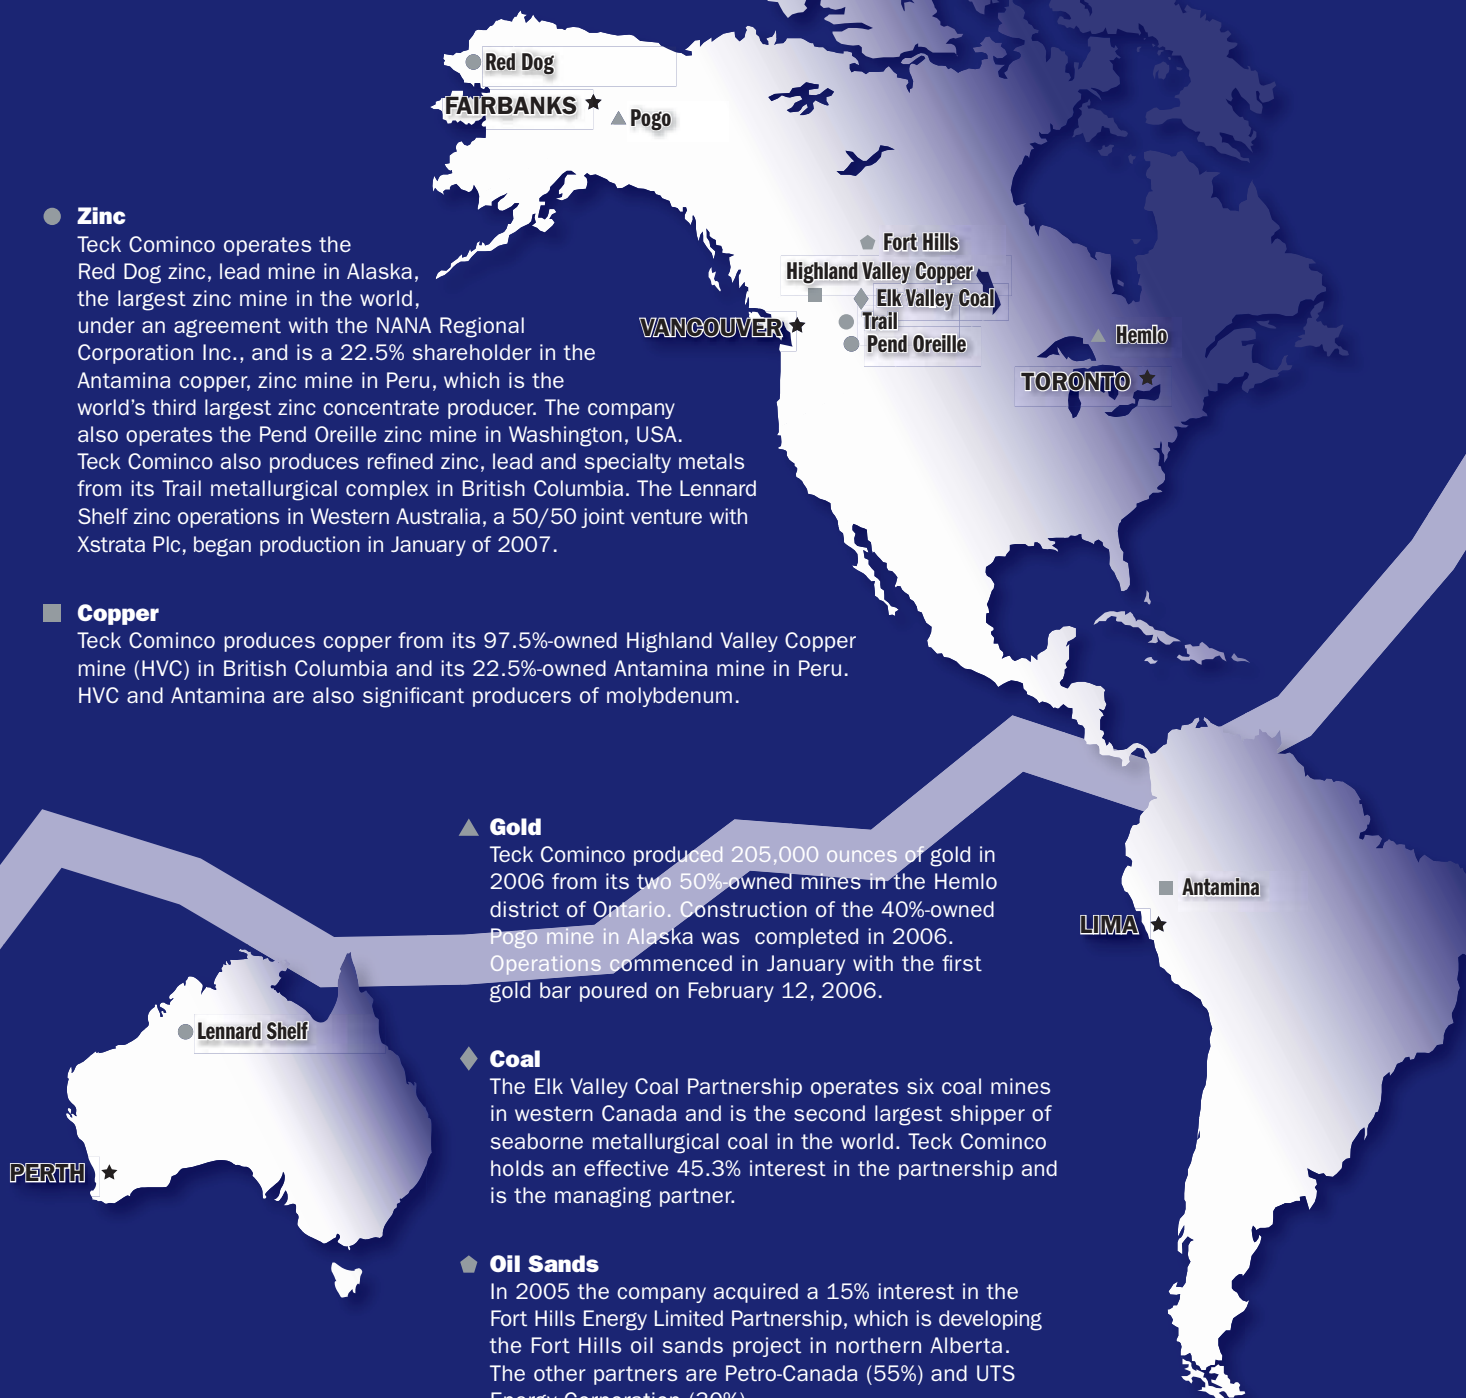 Red Dog
FAIRBANKS
Pogo
Zinc
Teck Cominco operates the
Red Dog zinc, lead mine in Alaska,
the largest zinc mine in the world,
under an agreement with the NANA Regional
Corporation Inc., and is a 22.5% shareholder in the
Antamina copper, zinc mine in Peru, which is the
world's third largest zinc concentrate producer. The company
also operates the Pend Oreille zinc mine in Washington, USA.
Teck Cominco also produces refined zinc, lead and specialty metals
from its Trail metallurgical complex in British Columbia. The Lennard
Shelf zinc operations in Western Australia, a 50/50 joint venture with
Xstrata Plc, began production in January of 2007.
Fort Hills
Highland Valley Copper
Elk Valley Coal
VANCOUVER
Trail
Pend Oreille
Hemlo
TORONTO
Copper
Teck Cominco produces copper from its 97.5%-owned Highland Valley Copper
mine (HVC) in British Columbia and its 22.5%-owned Antamina mine in Peru.
HVC and Antamina are also significant producers of molybdenum.
Gold
Teck Cominco produced 205,000 ounces of gold in
2006 from its two 50%-owned mines in the Hemlo
district of Ontario. Construction of the 40%-owned
Pogo mine in Alaska was completed in 2006.
Operations commenced in January with the first
gold bar poured on February 12, 2006.
Antamina
LIMA
Lennard Shelf
PERTH
Coal
The Elk Valley Coal Partnership operates six coal mines
in western Canada and is the second largest shipper of
seaborne metallurgical coal in the world. Teck Cominco
holds an effective 45.3% interest in the partnership and
is the managing partner.
Oil Sands
In 2005 the company acquired a 15% interest in the
Fort Hills Energy Limited Partnership, which is developing
the Fort Hills oil sands project in northern Alberta.
The other partners are Petro-Canada (55%) and UTS
Energy Corporation (30%).